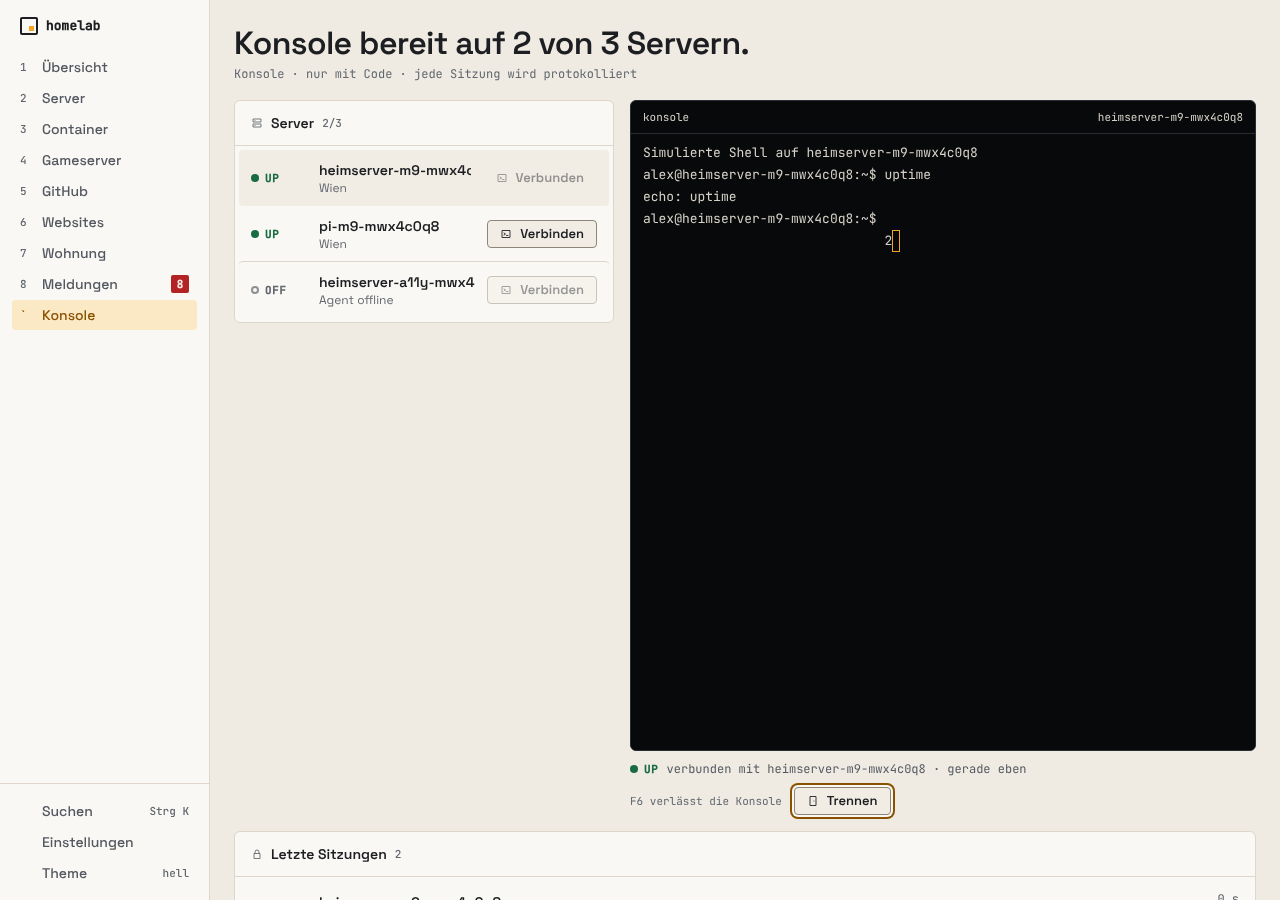 homelab
1 Übersicht
2 Server
3 Container
4 Gameserver
5 GitHub
6 Websites
7 Wohnung
8 Meldungen 8
` Konsole
Suchen Strg K
Einstellungen
Theme hell
Konsole bereit auf 2 von 3 Servern.
Konsole · nur mit Code · jede Sitzung wird protokolliert
Server 2/3
UP heimserver-m9-mwx4c Verbunden
Wien
UP pi-m9-mwx4c0q8 Verbinden
Wien
OFF heimserver-a11y-mwx4 Verbinden
Agent offline
konsole heimserver-m9-mwx4c0q8
Simulierte Shell auf heimserver-m9-mwx4c0q8
alex@heimserver-m9-mwx4c0q8:~$ uptime
echo: uptime
alex@heimserver-m9-mwx4c0q8:~$
2
UP verbunden mit heimserver-m9-mwx4c0q8 · gerade eben
F6 verlässt die Konsole Trennen
Letzte Sitzungen 2